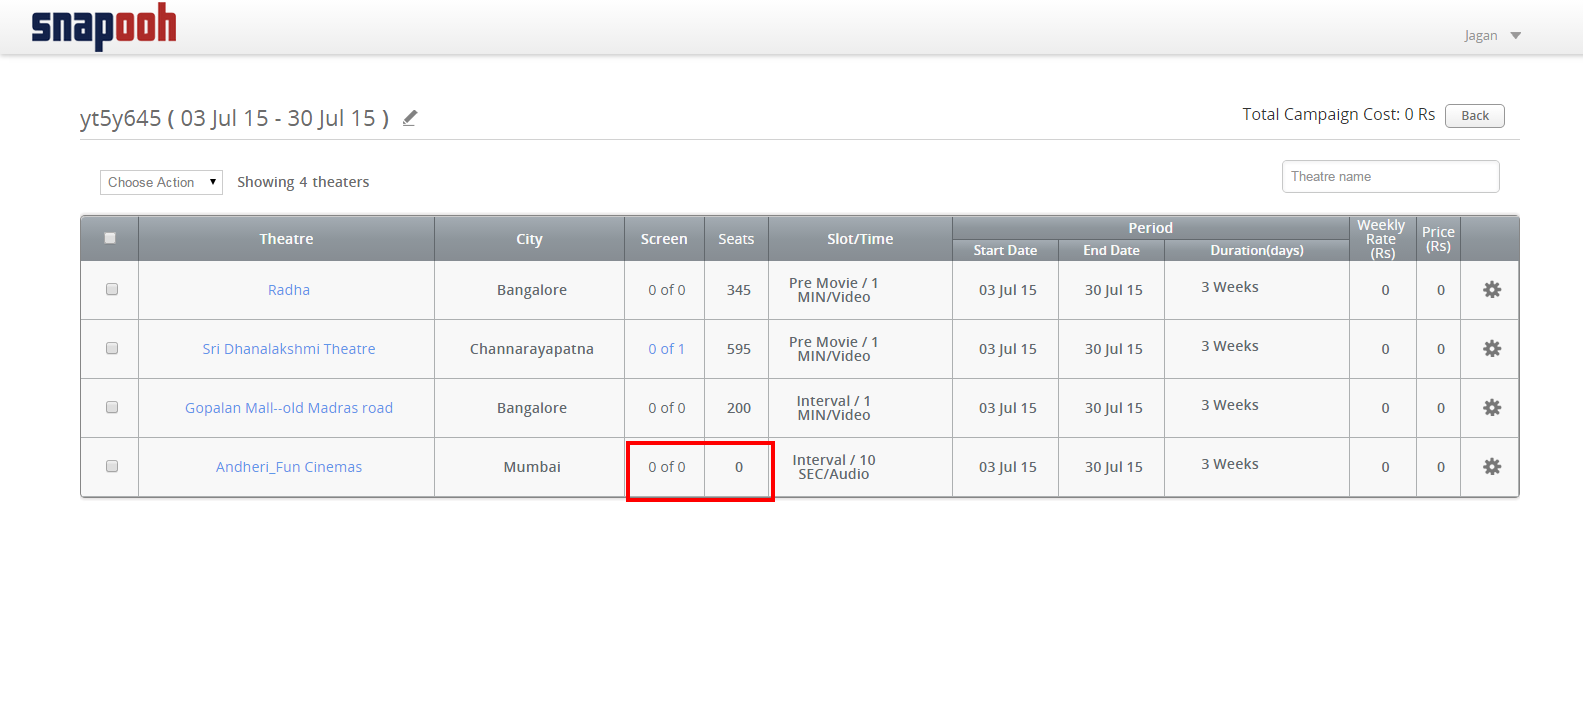 snapooh
Jagan
yt5y645 ( 03 Jul 15 - 30 Jul 15 )
Total Campaign Cost: 0 Rs
Back
Choose Action
Showing 4 theaters
Theatre name
Theatre City Screen Seats Slot/Time Period Weekly Rate (Rs) Price (Rs)
Start Date End Date Duration(days)
Radha Bangalore 0 of 0 345 Pre Movie / 1 MIN/Video 03 Jul 15 30 Jul 15 3 Weeks 0 0
Sri Dhanalakshmi Theatre Channarayapatna 0 of 1 595 Pre Movie / 1 MIN/Video 03 Jul 15 30 Jul 15 3 Weeks 0 0
Gopalan Mall--old Madras road Bangalore 0 of 0 200 Interval / 1 MIN/Video 03 Jul 15 30 Jul 15 3 Weeks 0 0
Andheri_Fun Cinemas Mumbai 0 of 0 0 Interval / 10 SEC/Audio 03 Jul 15 30 Jul 15 3 Weeks 0 0